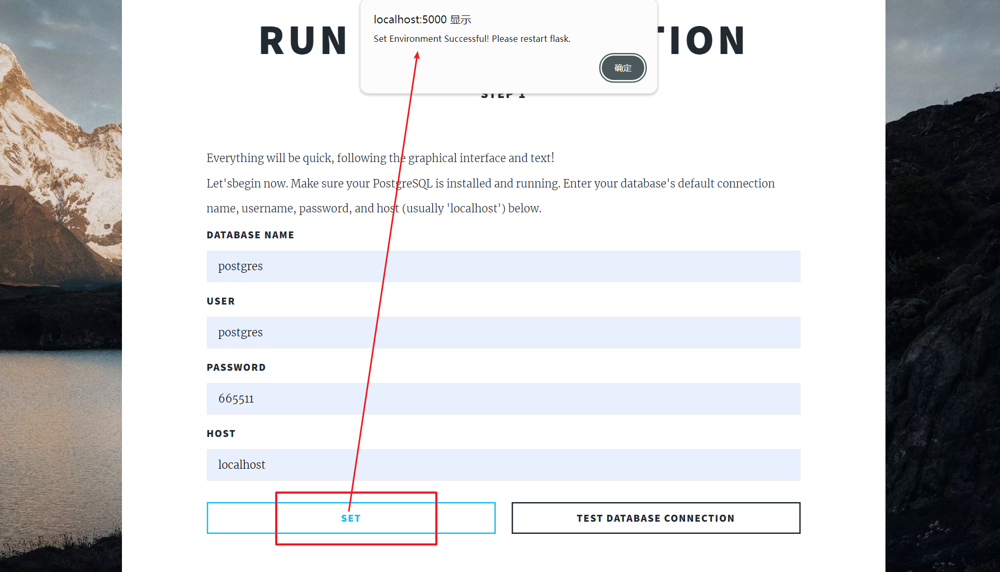 localhost:5000 显示
Set Environment Successful! Please restart flask.
确定
RUN TION
STEP 1
Everything will be quick, following the graphical interface and text!
Let'sbegin now. Make sure your PostgreSQL is installed and running. Enter your database's default connection
name, username, password, and host (usually 'localhost') below.
DATABASE NAME
postgres
USER
postgres
PASSWORD
665511
HOST
localhost
SET
TEST DATABASE CONNECTION